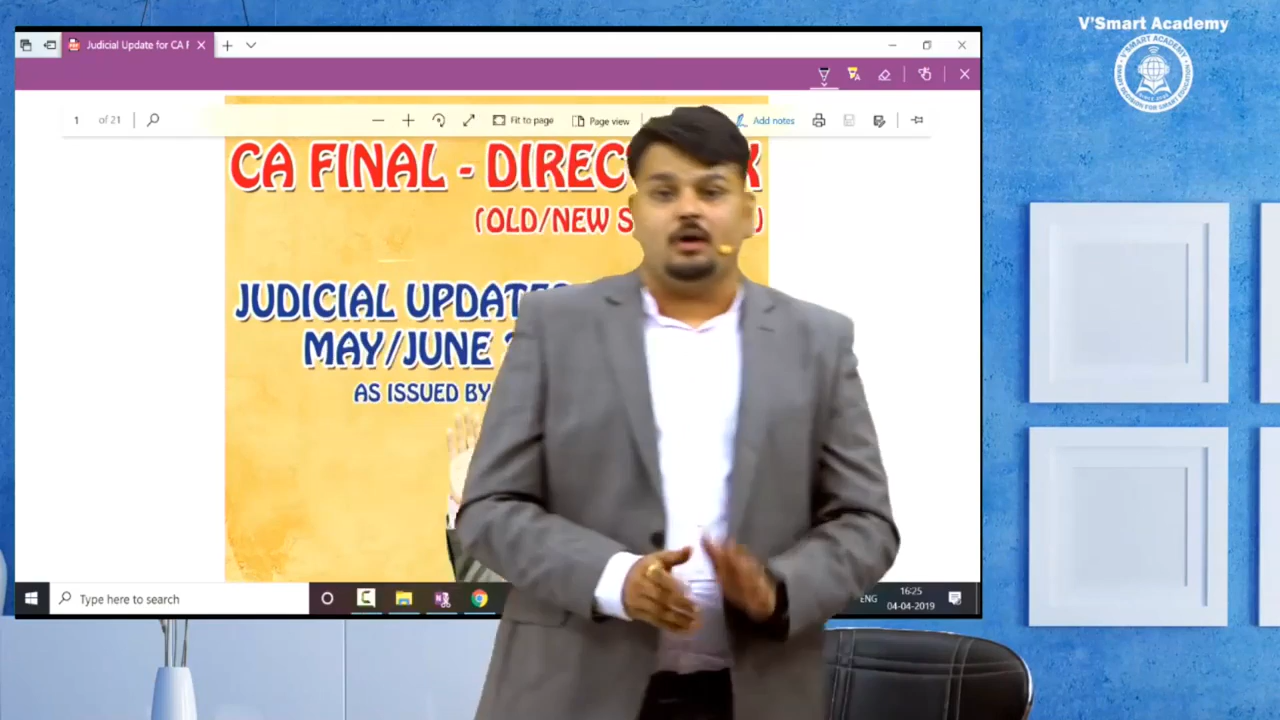 V'Smart Academy
Judicial Update for CA F
1 of 21
Fit to page
Page view
Add notes
CA FINAL - DIREC
(OLD/NEW S
JUDICIAL UPDATES
MAY/JUNE
AS ISSUED BY
Type here to search
ENG
16:25
04-04-2019